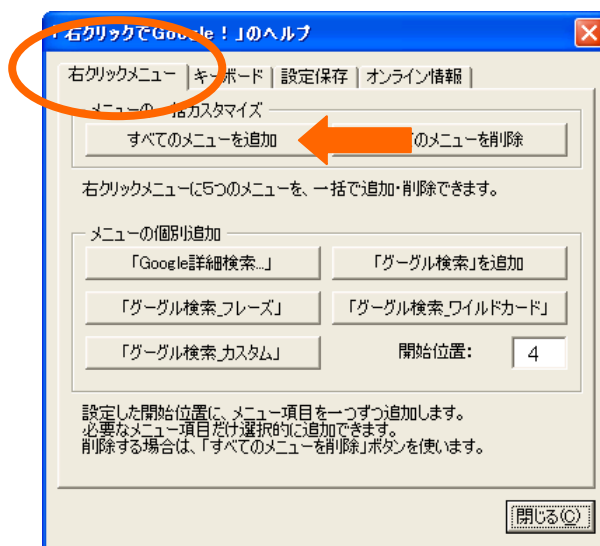 「右クリックでGoogle！」のヘルプ
右クリックメニュー
キーボード
設定保存
オンライン情報
メニューの一括カスタマイズ
すべてのメニューを追加
のメニューを削除
右クリックメニューに5つのメニューを、一括で追加・削除できます。
メニューの個別追加
「Google詳細検索...」
「グーグル検索」を追加
「グーグル検索_フレーズ」
「グーグル検索_ワイルドカード」
「グーグル検索_カスタム」
開始位置：
4
設定した開始位置に、メニュー項目を一つずつ追加します。
必要なメニュー項目だけ選択的に追加できます。
削除する場合は、「すべてのメニューを削除」ボタンを使います。
閉じる(C)